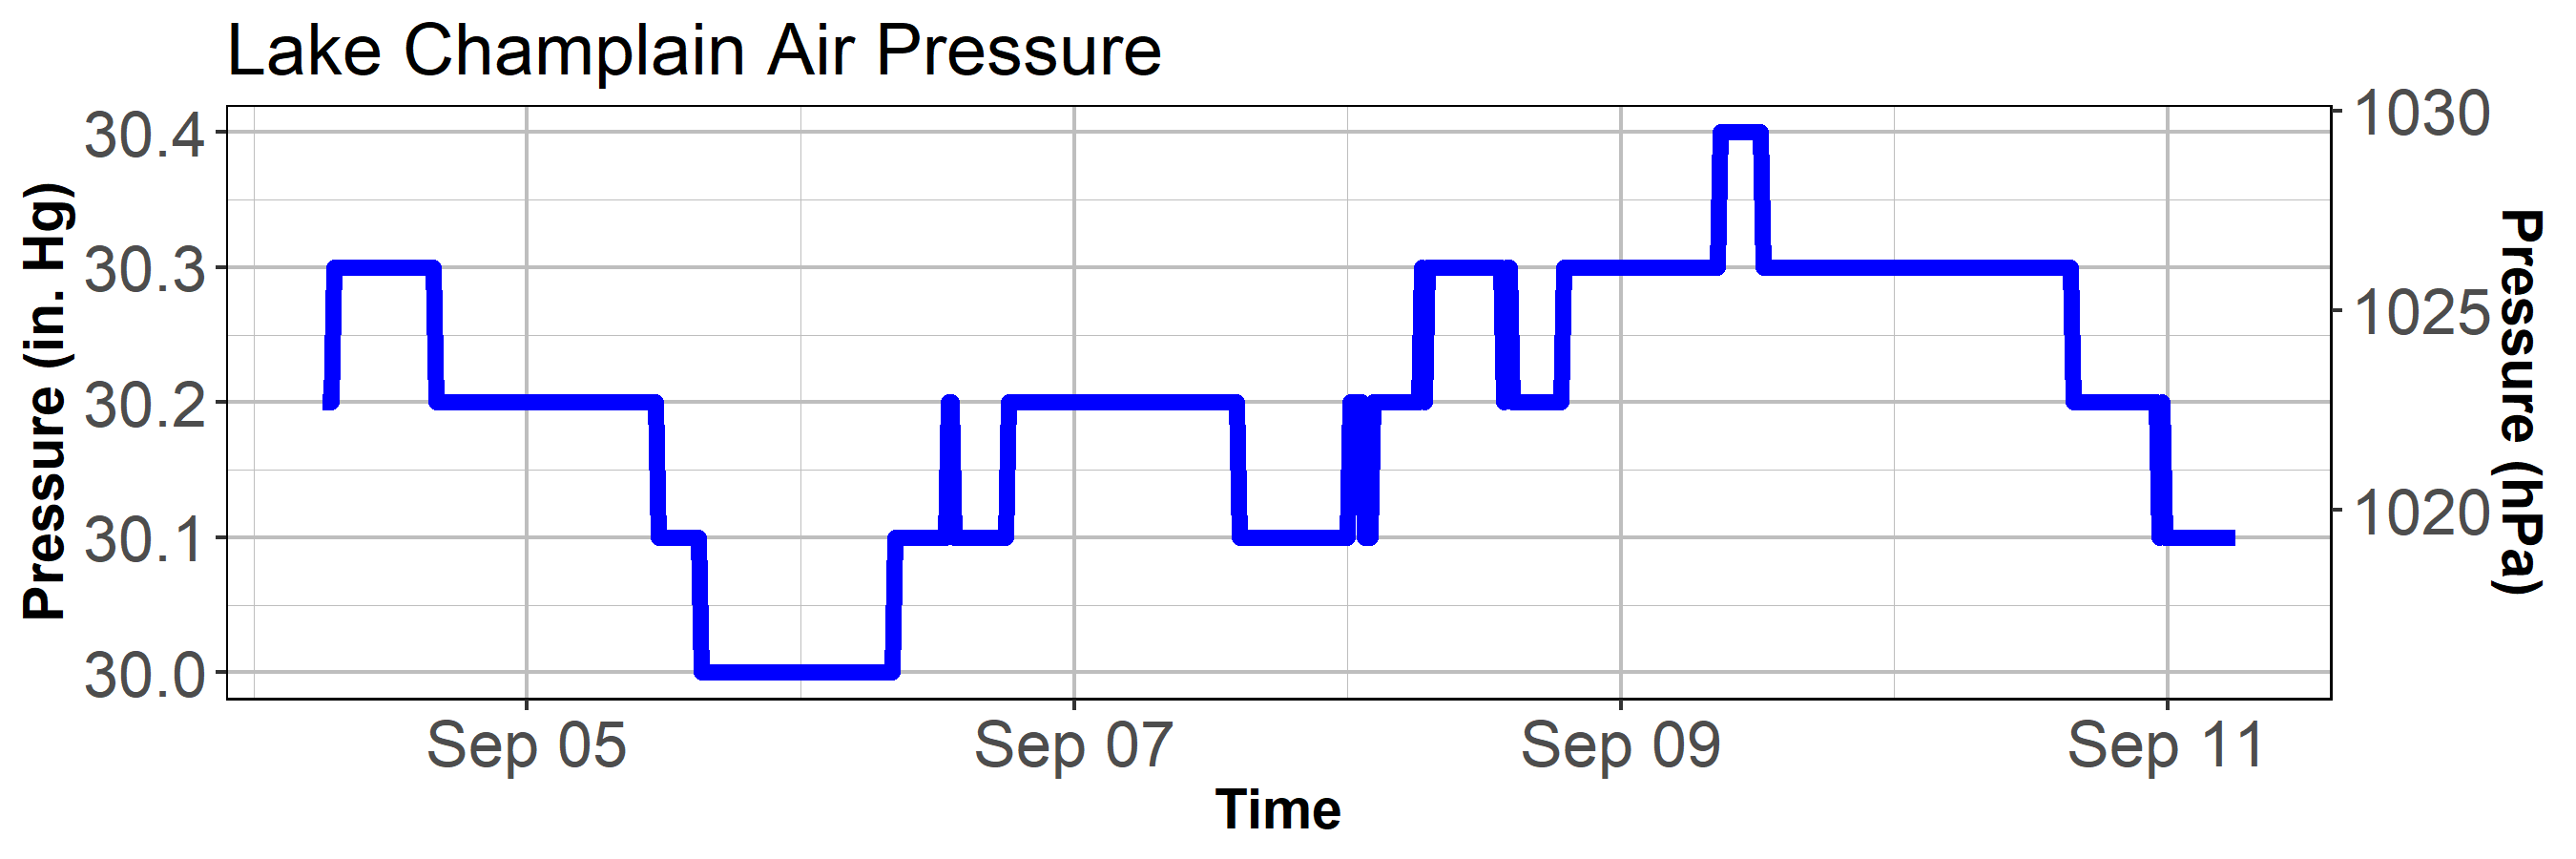 Lake Champlain Air Pressure
Pressure (in. Hg)
30.4
30.3
30.2
30.1
30.0
1030
1025
1020
Pressure (hPa)
Sep 05 Sep 07 Sep 09 Sep 11
Time